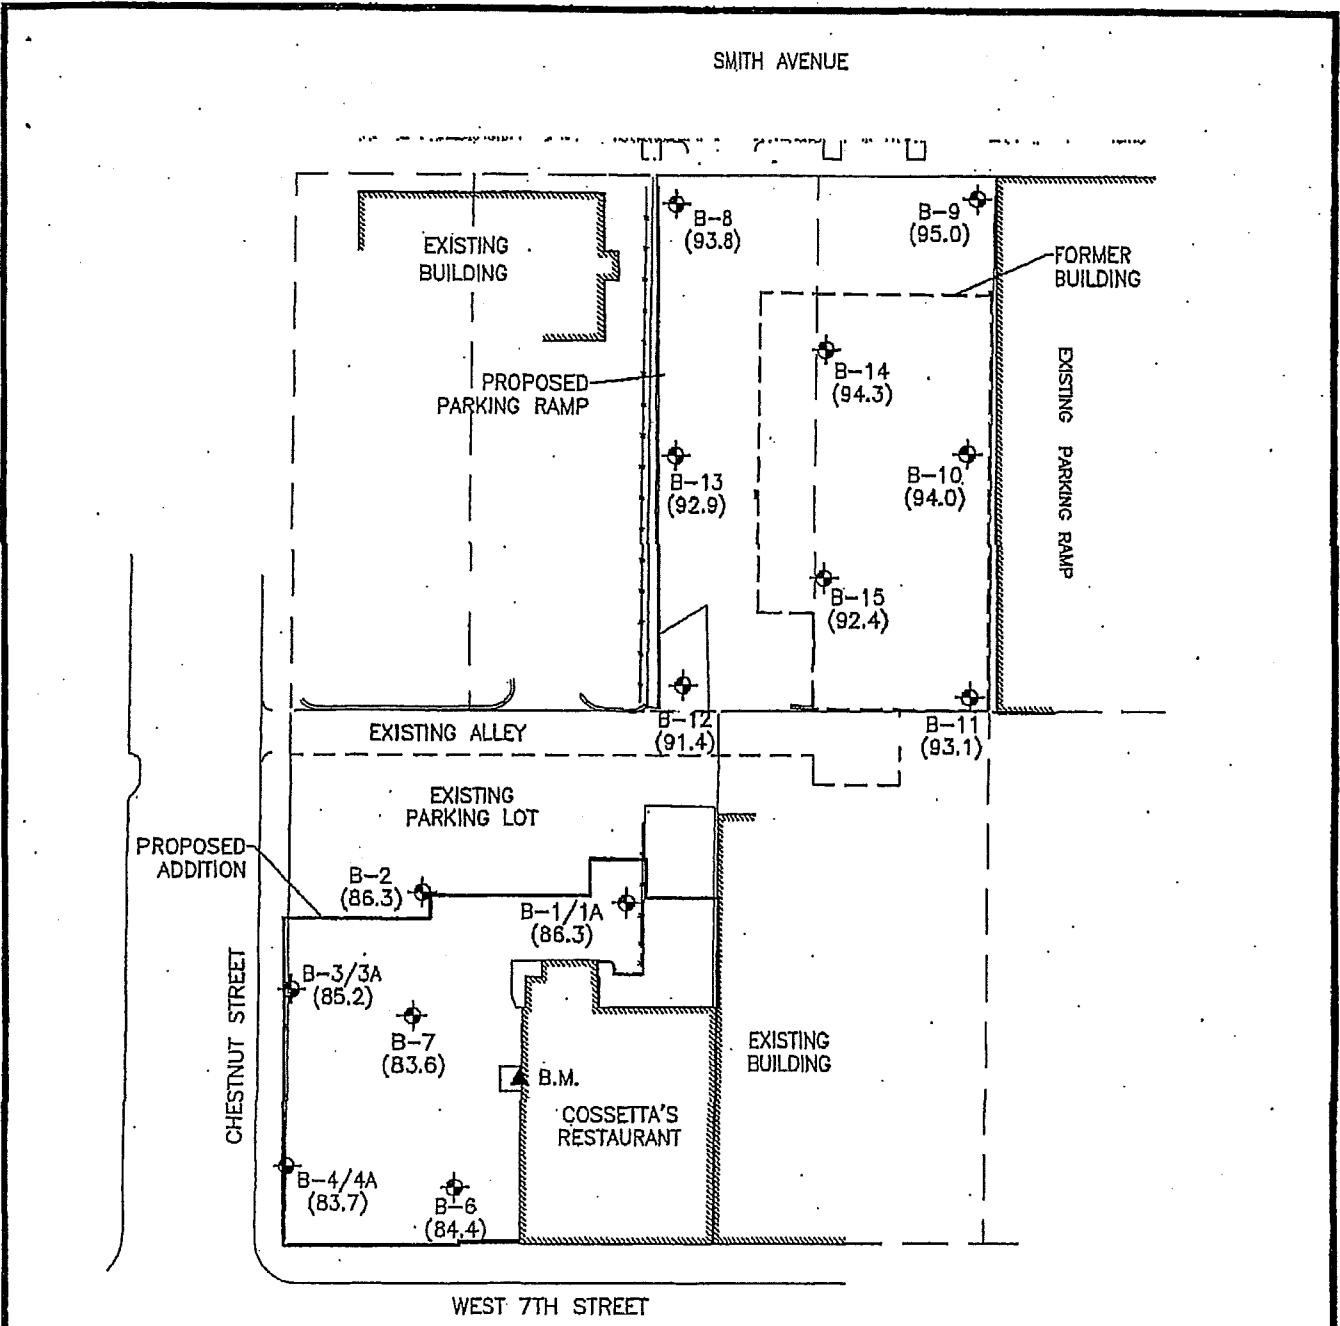 SMITH AVENUE
B-8
(93.8)
B-9
(95.0)
EXISTING
BUILDING
FORMER
BUILDING
B-14
(94.3)
PROPOSED
PARKING RAMP
EXISTING PARKING RAMP
B-13
(92.9)
B-10
(94.0)
B-15
(92.4)
B-12
(91.4)
B-11
(93.1)
EXISTING ALLEY
EXISTING
PARKING LOT
PROPOSED
ADDITION
B-2
(86.3)
B-1/1A
(86.3)
B-3/3A
(85.2)
CHESTNUT STREET
B-7
(83.6)
EXISTING
BUILDING
B.M.
COSSETTA'S
RESTAURANT
B-4/4A
(83.7)
B-6
(84.4)
WEST 7TH STREET